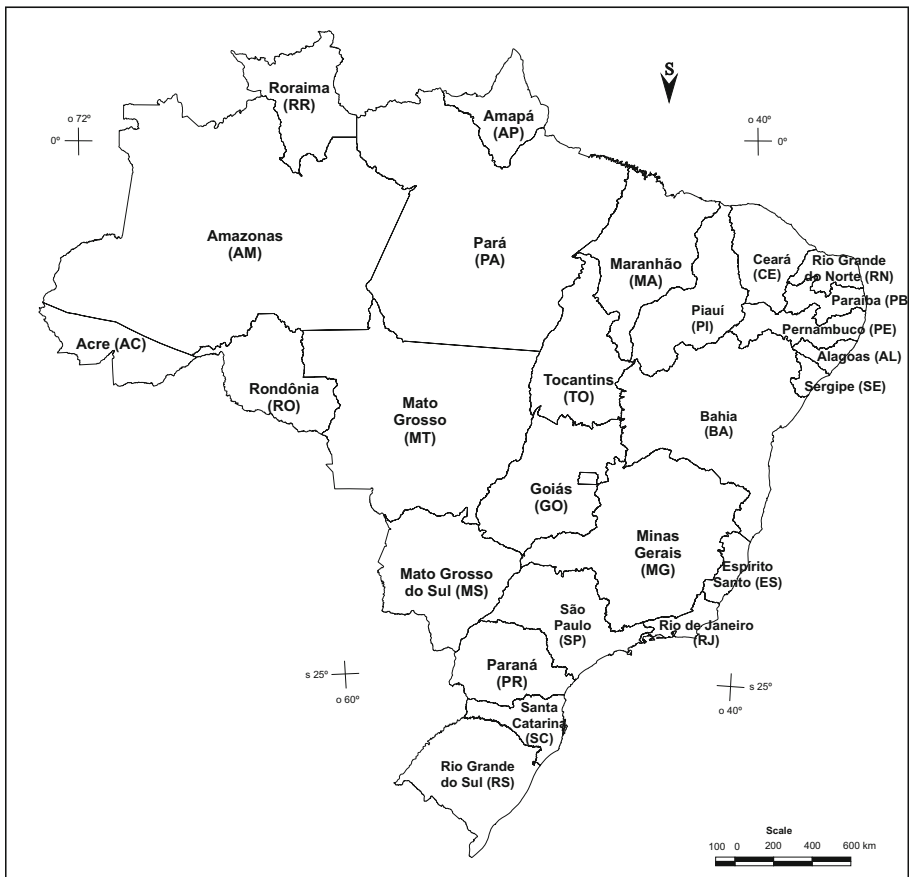 S
Roraima
(RR)
Amapá
(AP)
o 72º
0º
o 40º
0º
Amazonas
(AM)
Pará
(PA)
Maranhão
(MA)
Ceará
(CE)
Rio Grande
do Norte (RN)
Paraíba (PB
Piauí
(PI)
Pernambuco (PE)
Acre (AC)
Alagoas (AL)
Rondônia
(RO)
Tocantins
(TO)
Sergipe (SE)
Mato
Grosso
(MT)
Bahia
(BA)
Goiás
(GO)
Minas
Gerais
(MG)
Mato Grosso
do Sul (MS)
Espírito
Santo (ES)
São
Paulo
(SP)
Rio de Janeiro
(RJ)
Paraná
(PR)
s 25º
o 60º
s 25º
o 40º
Santa
Catarina
(SC)
Rio Grande
do Sul (RS)
Scale
100 0 200 400 600 km